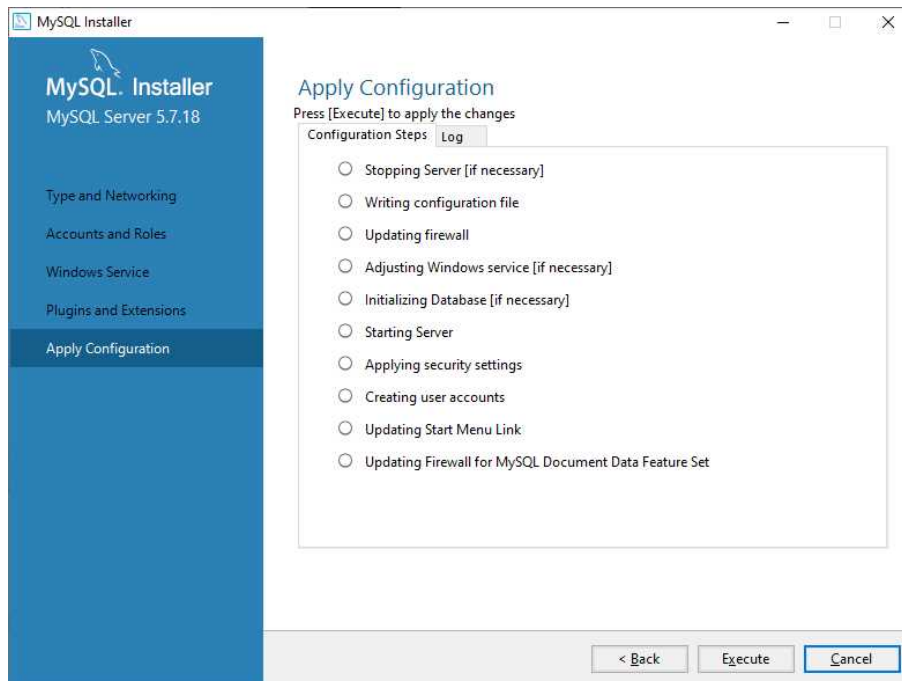 MySQL Installer
MySQL. Installer
MySQL Server 5.7.18
Type and Networking
Accounts and Roles
Windows Service
Plugins and Extensions
Apply Configuration
Apply Configuration
Press [Execute] to apply the changes
Configuration Steps Log
Stopping Server [if necessary]
Writing configuration file
Updating firewall
Adjusting Windows service [if necessary]
Initializing Database [if necessary]
Starting Server
Applying security settings
Creating user accounts
Updating Start Menu Link
Updating Firewall for MySQL Document Data Feature Set
< Back Execute Cancel